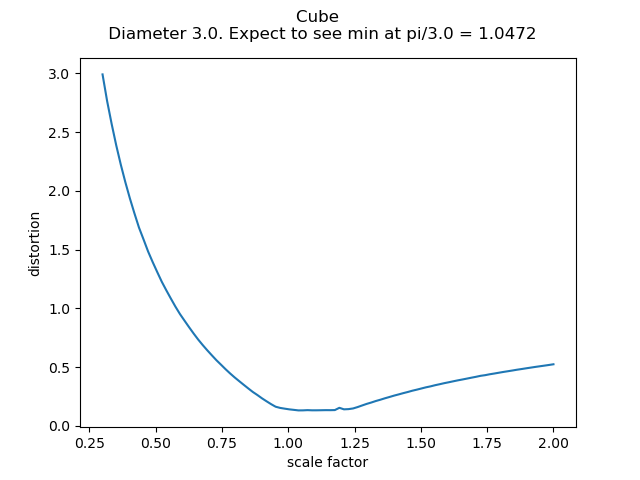 Cube
Diameter 3.0. Expect to see min at pi/3.0 = 1.0472
3.0
2.5
2.0
1.5
1.0
0.5
0.0
distortion
0.25 0.50 0.75 1.00 1.25 1.50 1.75 2.00
scale factor